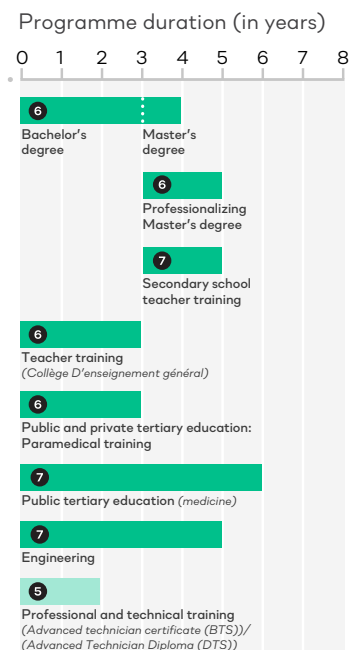 Programme duration (in years)
0 1 2 3 4 5 6 7 8
6
Bachelor's Master's
degree degree
6
Professionalizing
Master's degree
7
Secondary school
teacher training
6
Teacher training
(Collège D'enseignement général)
6
Public and private tertiary education:
Paramedical training
7
Public tertiary education (medicine)
7
Engineering
5
Professional and technical training
(Advanced technician certificate (BTS))/
(Advanced Technician Diploma (DTS))